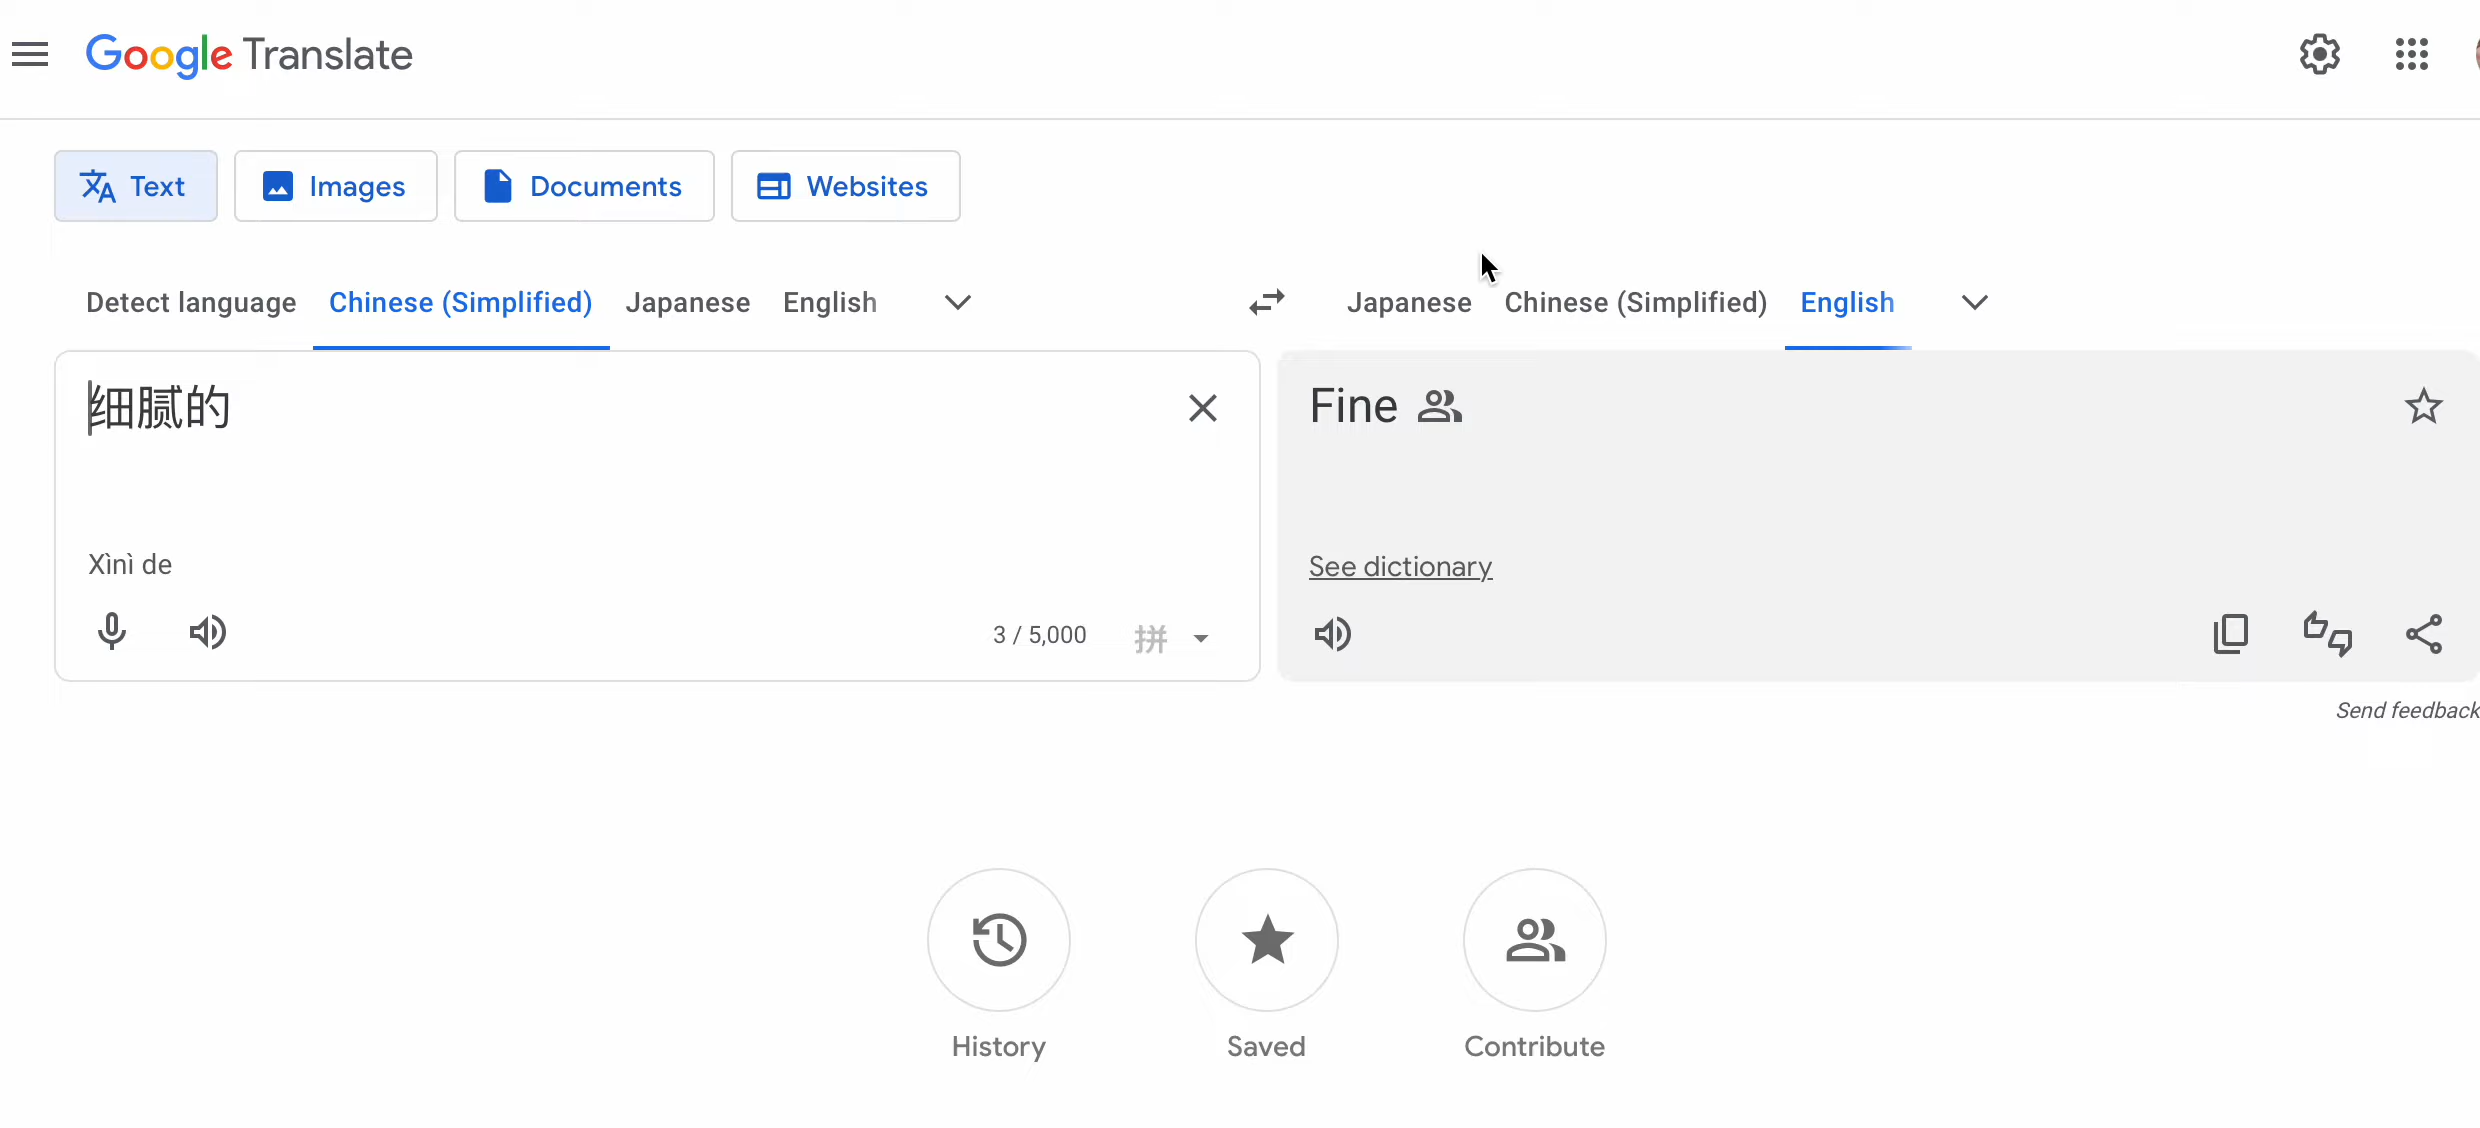 Google Translate
Text
Images
Documents
Websites
Detect language
Chinese (Simplified)
Japanese
English
Japanese
Chinese (Simplified)
English
细腻的
Xìnì de
3 / 5,000
拼
Fine
See dictionary
Send feedback
History
Saved
Contribute